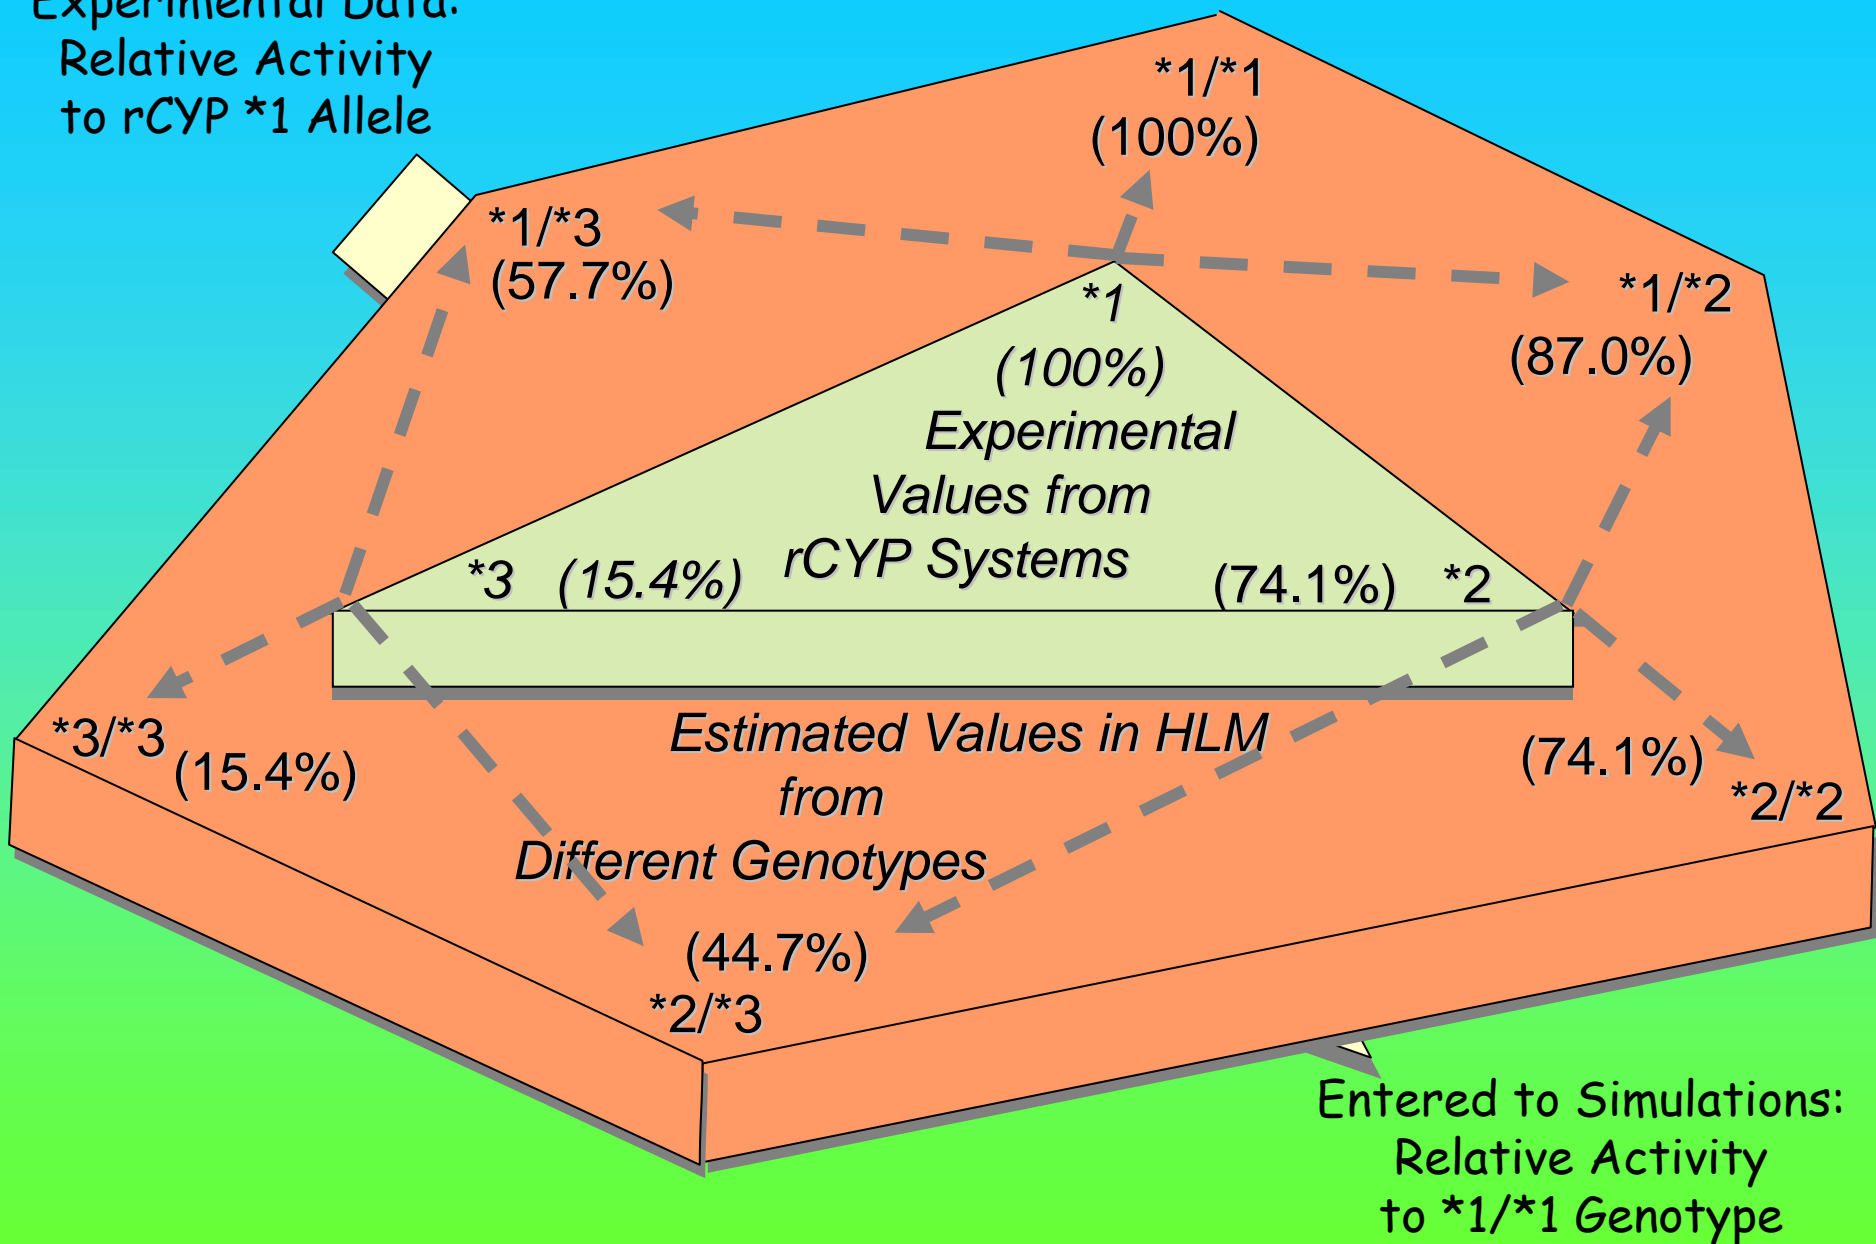 Experimental Data:
Relative Activity
to rCYP *1 Allele
*1/*1
(100%)
*1/*3
(57.7%)
*1/*2
(87.0%)
*1
(100%)
Experimental
Values from
rCYP Systems
*3 (15.4%)
(74.1%) *2
*3/*3
(15.4%)
Estimated Values in HLM
from
Different Genotypes
(74.1%)
*2/*2
(44.7%)
*2/*3
Entered to Simulations:
Relative Activity
to *1/*1 Genotype